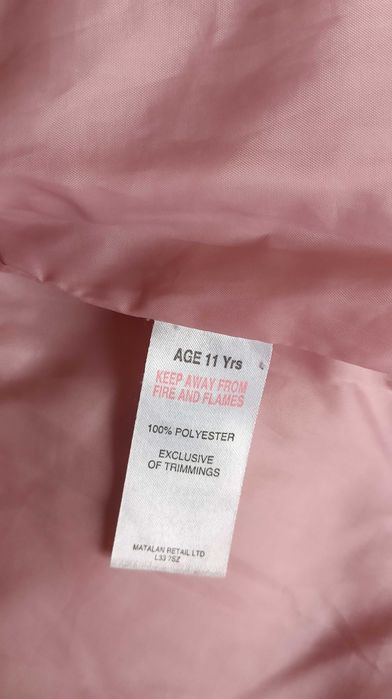 AGE 11 Yrs
KEEP AWAY FROM
FIRE AND FLAMES
100% POLYESTER
EXCLUSIVE
OF TRIMMINGS
MATALAN RETAIL LTD
L33 7SZ